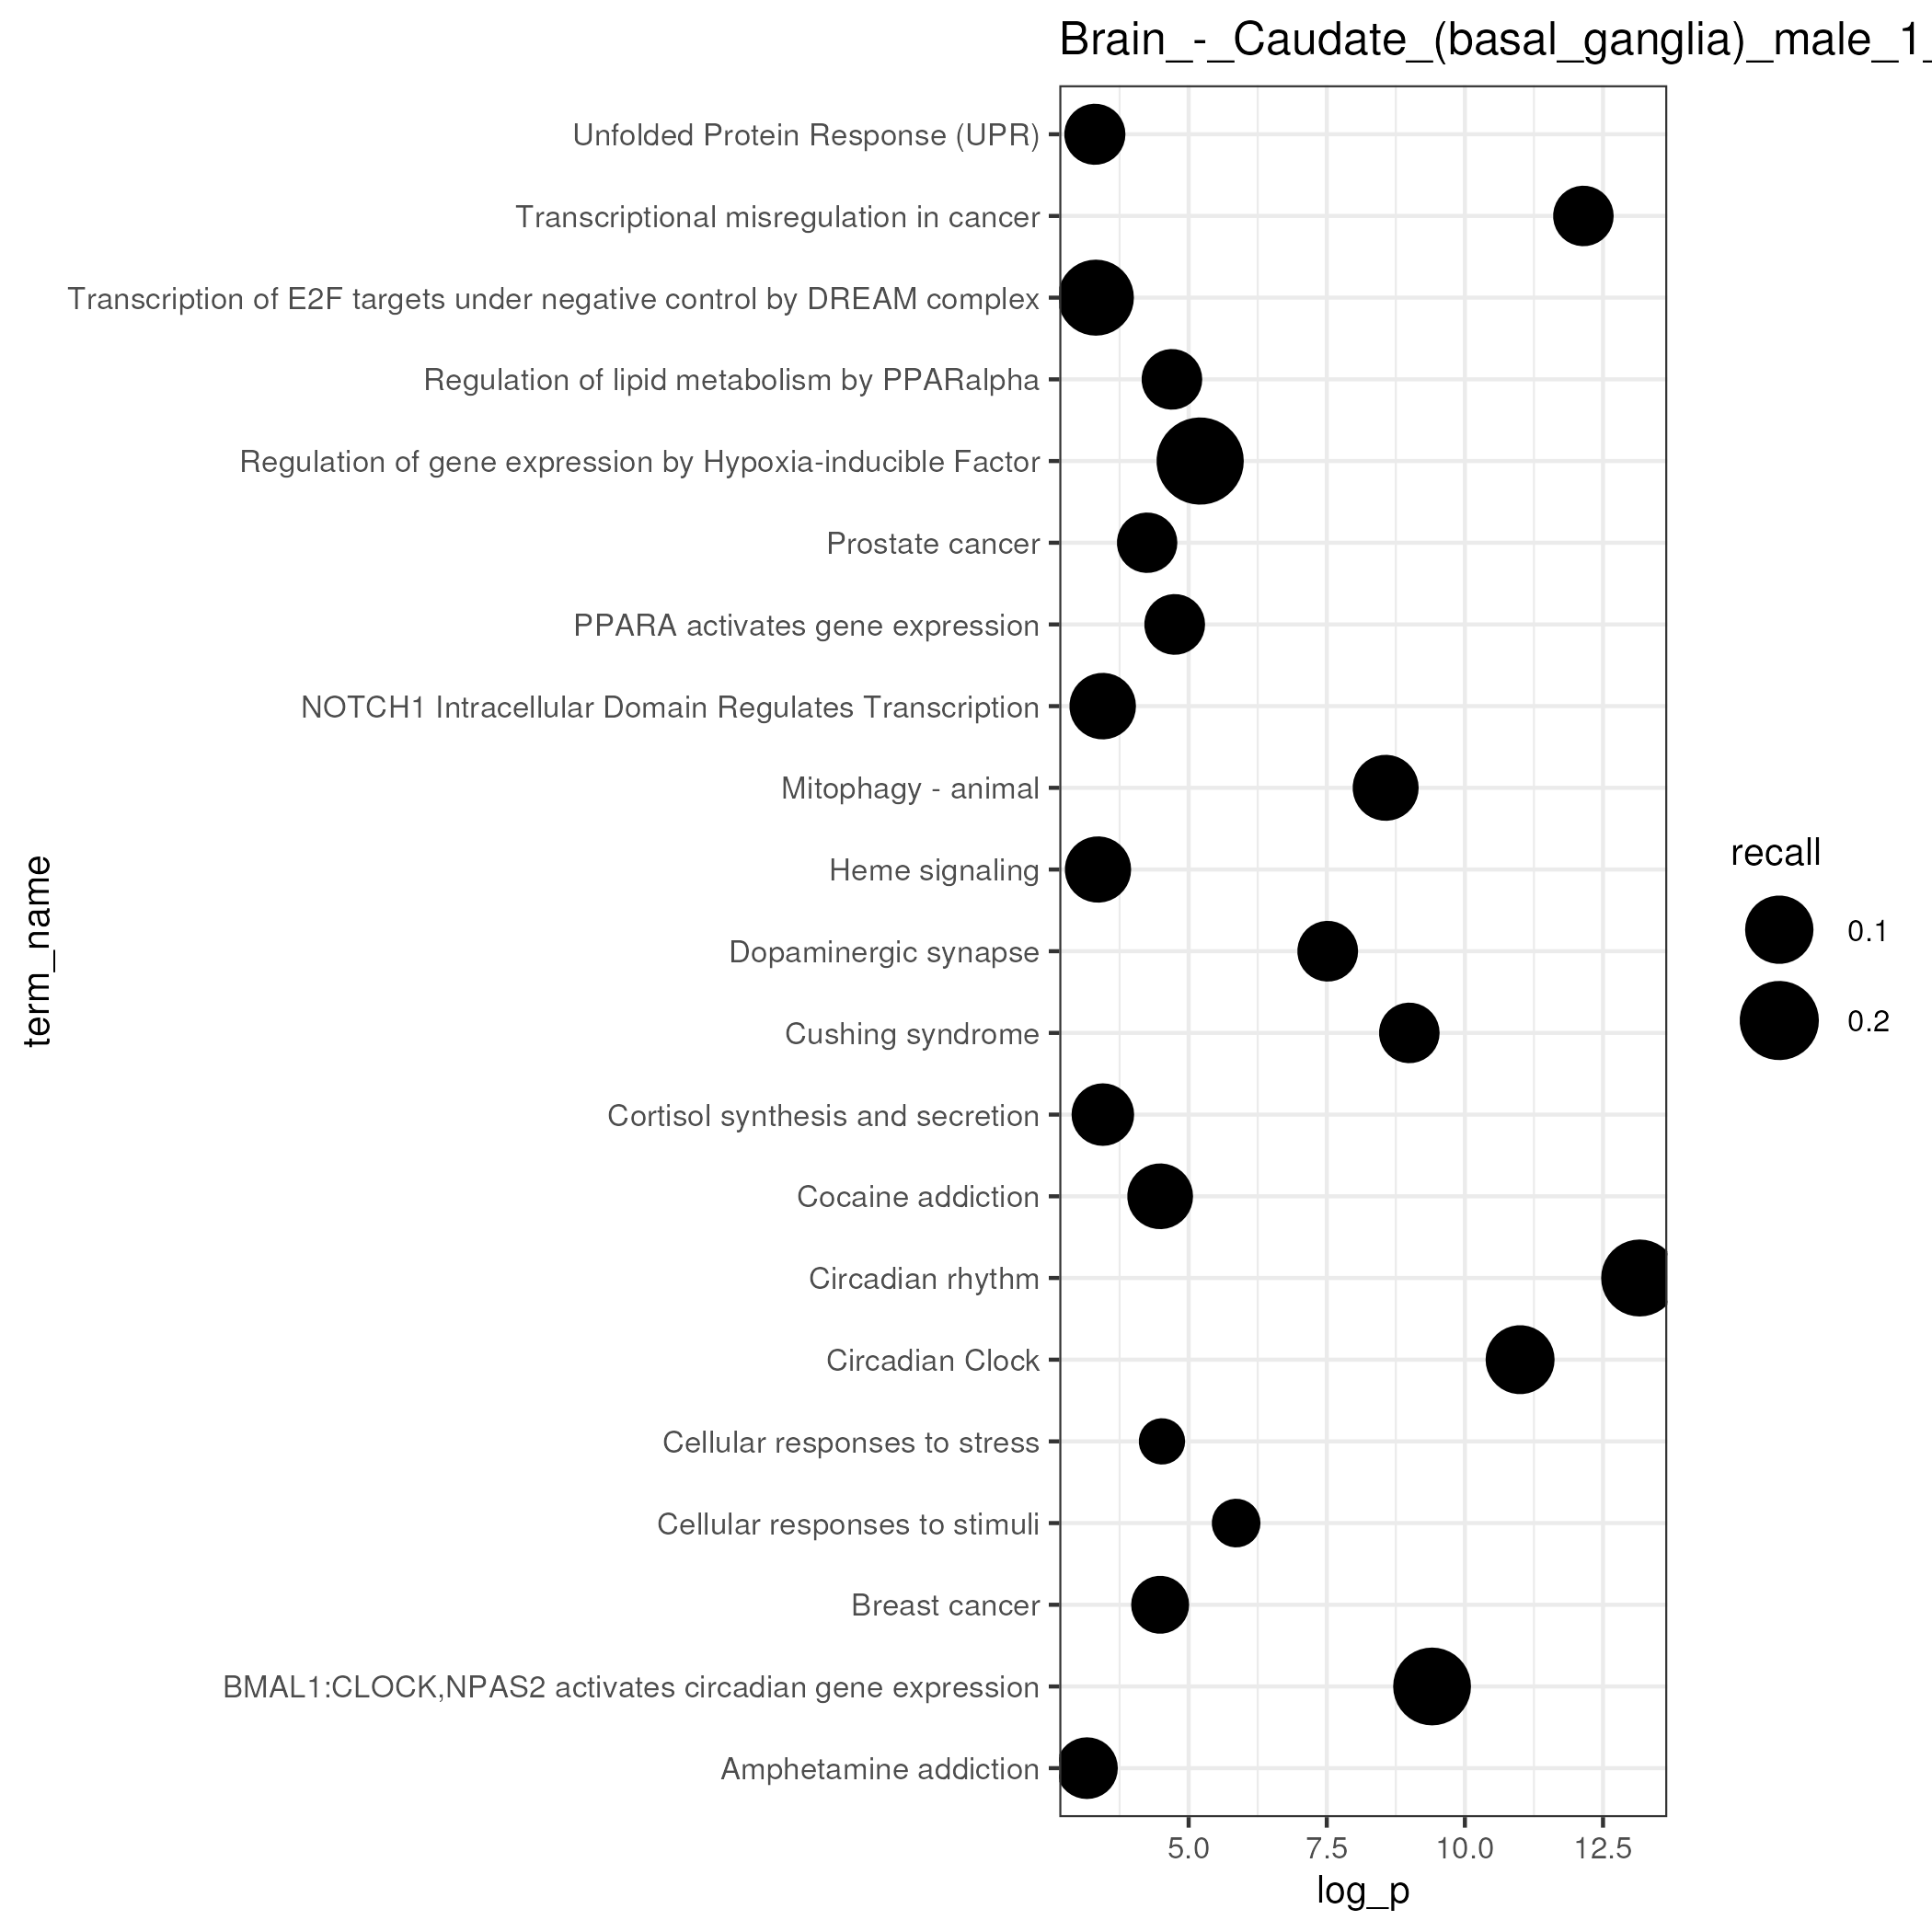 Brain_-_Caudate_(basal_ganglia)_male_1_
Unfolded Protein Response (UPR)
Transcriptional misregulation in cancer
Transcription of E2F targets under negative control by DREAM complex
Regulation of lipid metabolism by PPARalpha
Regulation of gene expression by Hypoxia-inducible Factor
Prostate cancer
PPARA activates gene expression
NOTCH1 Intracellular Domain Regulates Transcription
Mitophagy - animal
Heme signaling
Dopaminergic synapse
Cushing syndrome
Cortisol synthesis and secretion
Cocaine addiction
Circadian rhythm
Circadian Clock
Cellular responses to stress
Cellular responses to stimuli
Breast cancer
BMAL1:CLOCK,NPAS2 activates circadian gene expression
Amphetamine addiction
term_name
5.0 7.5 10.0 12.5
log_p
recall
0.1
0.2